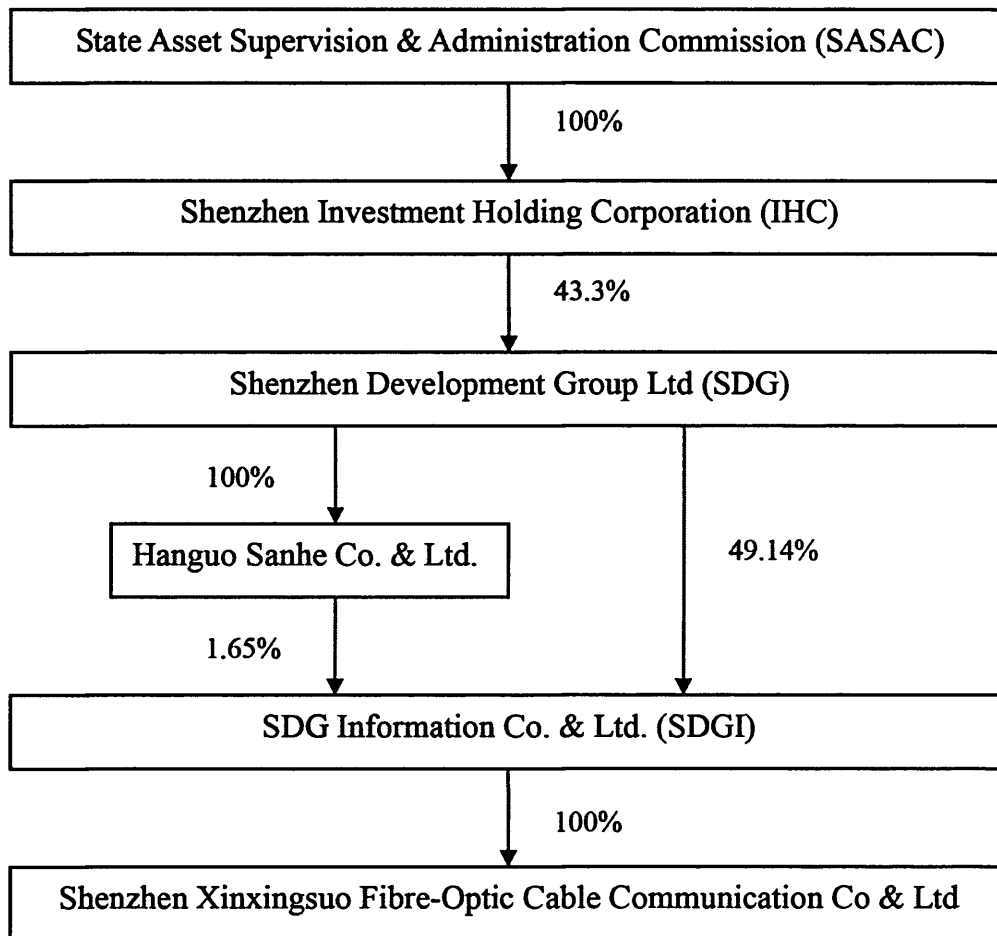 State Asset Supervision & Administration Commission (SASAC)
100%
Shenzhen Investment Holding Corporation (IHC)
43.3%
Shenzhen Development Group Ltd (SDG)
100%
Hanguo Sanhe Co. & Ltd.
49.14%
1.65%
SDG Information Co. & Ltd. (SDGI)
100%
Shenzhen Xinxingsuo Fibre-Optic Cable Communication Co & Ltd